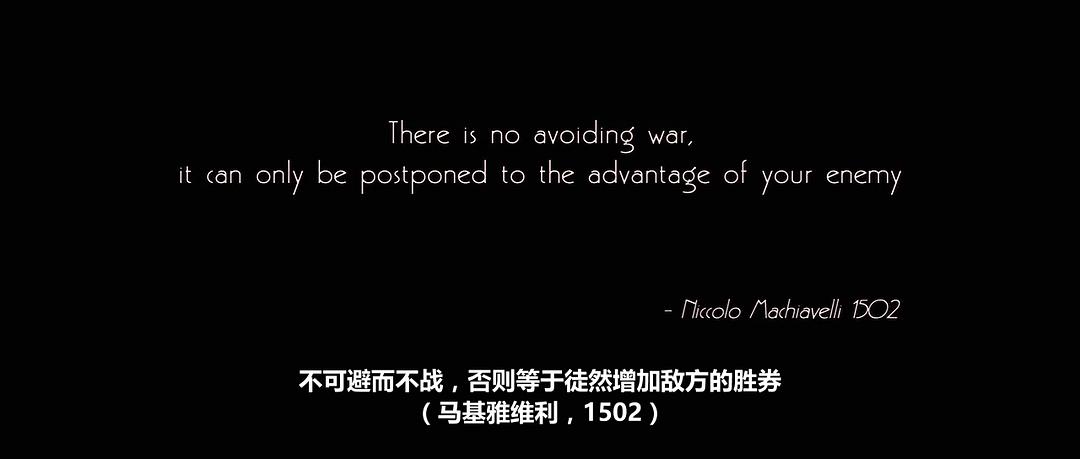 There is no avoiding war,
it can only be postponed to the advantage of your enemy
- Niccolo Machiavelli 1502
不可避而不战，否则等于徒然增加敌方的胜券
（马基雅维利，1502）